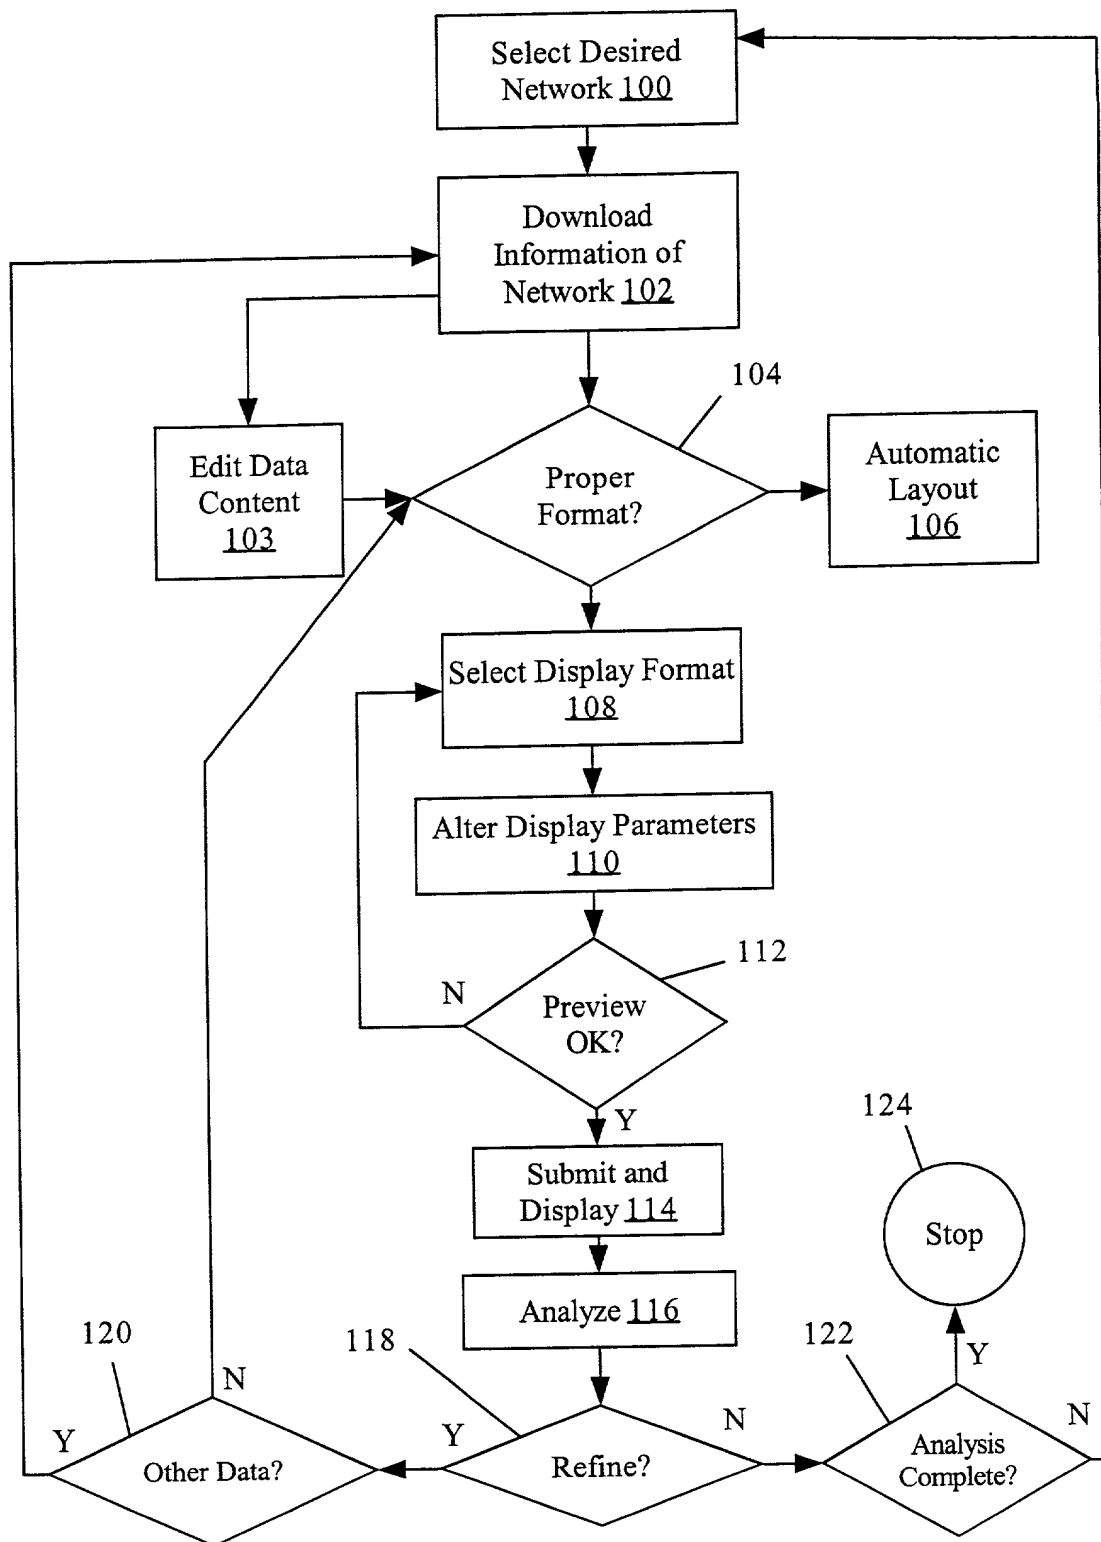 Select Desired
Network 100
Download
Information of
Network 102
104
Edit Data
Content
103
Proper
Format?
Automatic
Layout
106
Select Display Format
108
Alter Display Parameters
110
112
N
Preview
OK?
Y
124
Submit and
Display 114
Stop
Analyze 116
120
118
122
Y
N
Y
Y
N
N
Other Data?
Refine?
Analysis
Complete?